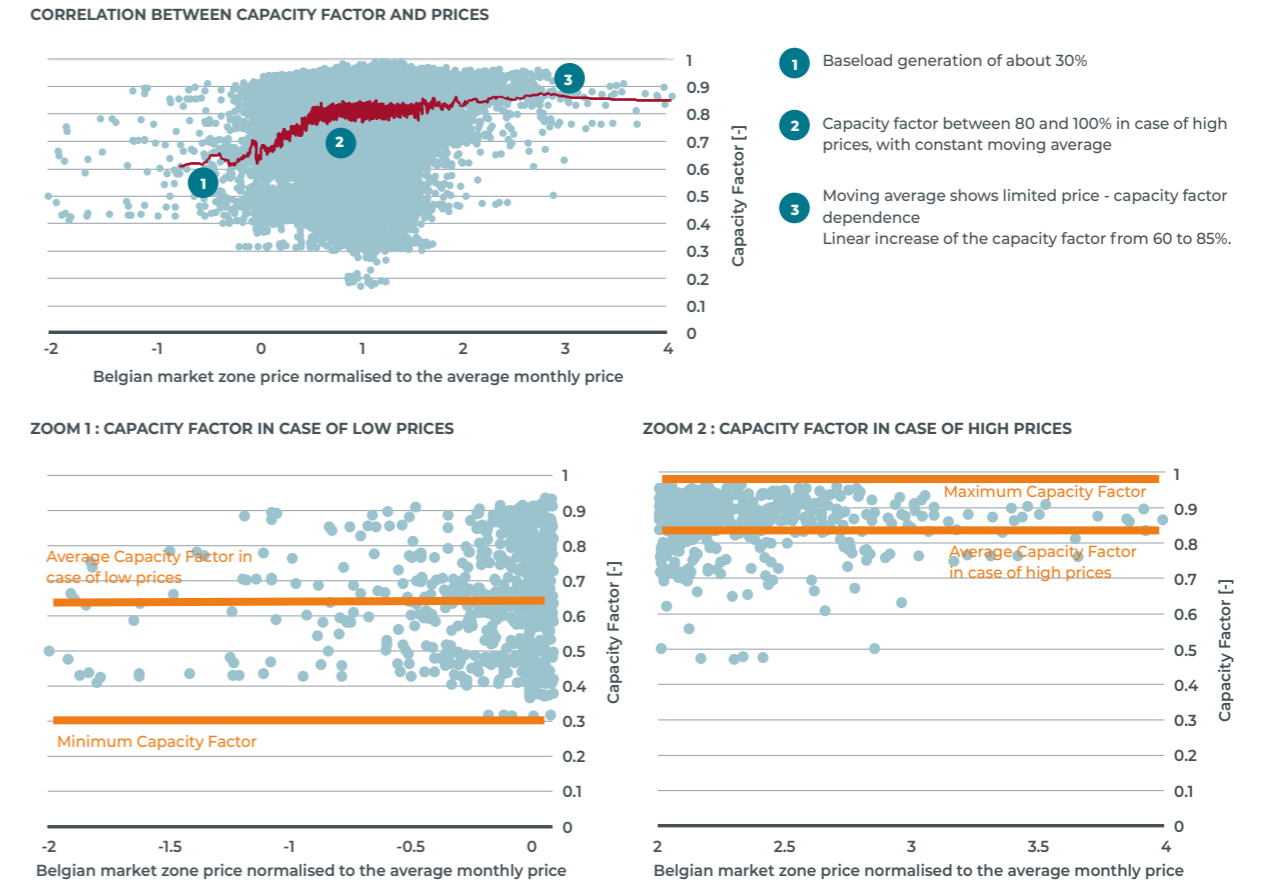 CORRELATION BETWEEN CAPACITY FACTOR AND PRICES
1
0.9
0.8
0.7
0.6
0.5
0.4
0.3
0.2
0.1
0
Capacity Factor [-]
1
2
3
-2 -1 0 1 2 3 4
Belgian market zone price normalised to the average monthly price
1 Baseload generation of about 30%
2 Capacity factor between 80 and 100% in case of high
prices, with constant moving average
3 Moving average shows limited price - capacity factor
dependence
Linear increase of the capacity factor from 60 to 85%.
ZOOM 1 : CAPACITY FACTOR IN CASE OF LOW PRICES
1
0.9
0.8
0.7
0.6
0.5
0.4
0.3
0.2
0.1
0
Capacity Factor [-]
Average Capacity Factor in
case of low prices
Minimum Capacity Factor
-2 -1.5 -1 -0.5 0
Belgian market zone price normalised to the average monthly price
ZOOM 2 : CAPACITY FACTOR IN CASE OF HIGH PRICES
1
0.9
0.8
0.7
0.6
0.5
0.4
0.3
0.2
0.1
0
Capacity Factor [-]
Maximum Capacity Factor
Average Capacity Factor
in case of high prices
2 2.5 3 3.5 4
Belgian market zone price normalised to the average monthly price